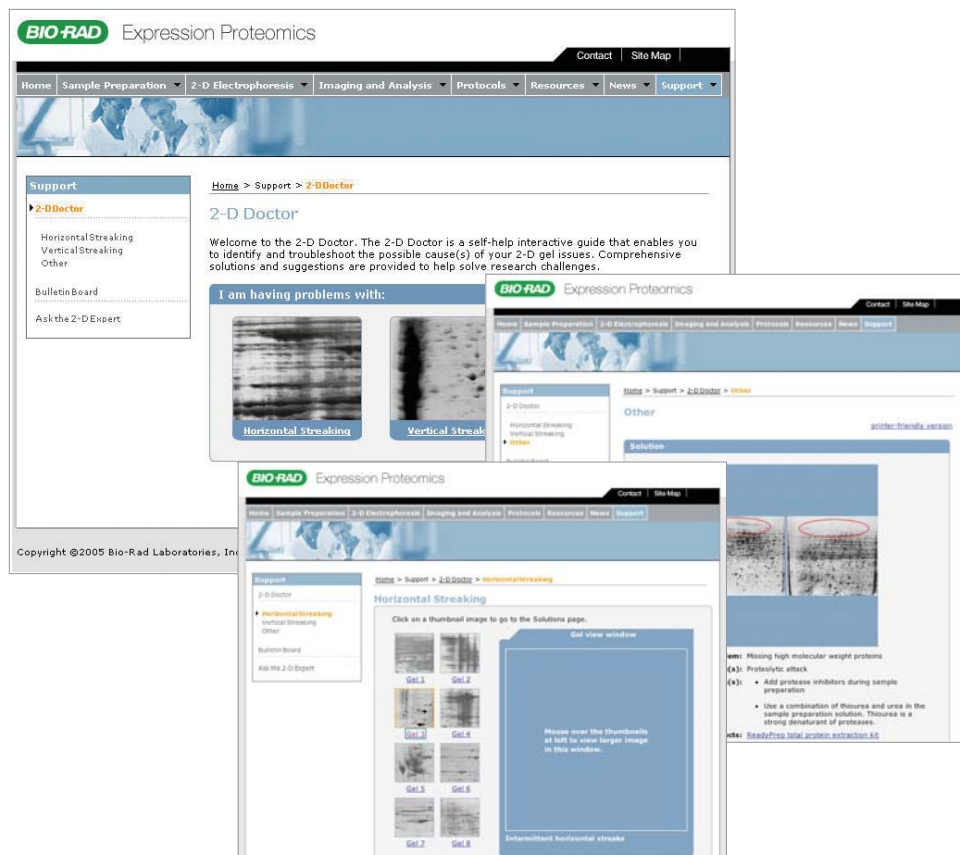 BIO-RAD Expression Proteomics
Contact Site Map
Home Sample Preparation 2-D Electrophoresis Imaging and Analysis Protocols Resources News Support
Support
2-D Doctor
Horizontal Streaking
Vertical Streaking
Other
Bulletin Board
Ask the 2-D Expert
Home > Support > 2-D Doctor
2-D Doctor
Welcome to the 2-D Doctor. The 2-D Doctor is a self-help interactive guide that enables you
to identify and troubleshoot the possible cause(s) of your 2-D gel issues. Comprehensive
solutions and suggestions are provided to help solve research challenges.
I am having problems with:
Horizontal Streaking
Vertical Streak
Copyright ©2005 Bio-Rad Laboratories, Inc
BIO-RAD Expression Proteomics
Contact Site Map
Home Sample Preparation 2-D Electrophoresis Imaging and Analysis Protocols Resources News Support
Support
2-D Doctor
Horizontal Streaking
Vertical Streaking
Other
Bulletin Board
Home > Support > 2-D Doctor > Other
Other
printer-friendly version
Solution
em: Missing high molecular weight proteins
(s): Proteolytic attack
(s): • Add protease inhibitors during sample
preparation
• Use a combination of thiourea and urea in the
sample preparation solution. Thiourea is a
strong denaturant of proteases.
cts: ReadyPrep total protein extraction kit
BIO-RAD Expression Proteomics
Contact Site Map
Home Sample Preparation 2-D Electrophoresis Imaging and Analysis Protocols Resources News Support
Support
2-D Doctor
Horizontal Streaking
Vertical Streaking
Other
Bulletin Board
Ask the 2-D Expert
Home > Support > 2-D Doctor > Horizontal Streaking
Horizontal Streaking
Click on a thumbnail image to go to the Solutions page.
Gel 1 Gel 2
Gel 3 Gel 4
Gel 5 Gel 6
Gel 7 Gel 8
Gel view window
Mouse over the thumbnails
at left to view larger image
in this window.
Intermittent horizontal streaks